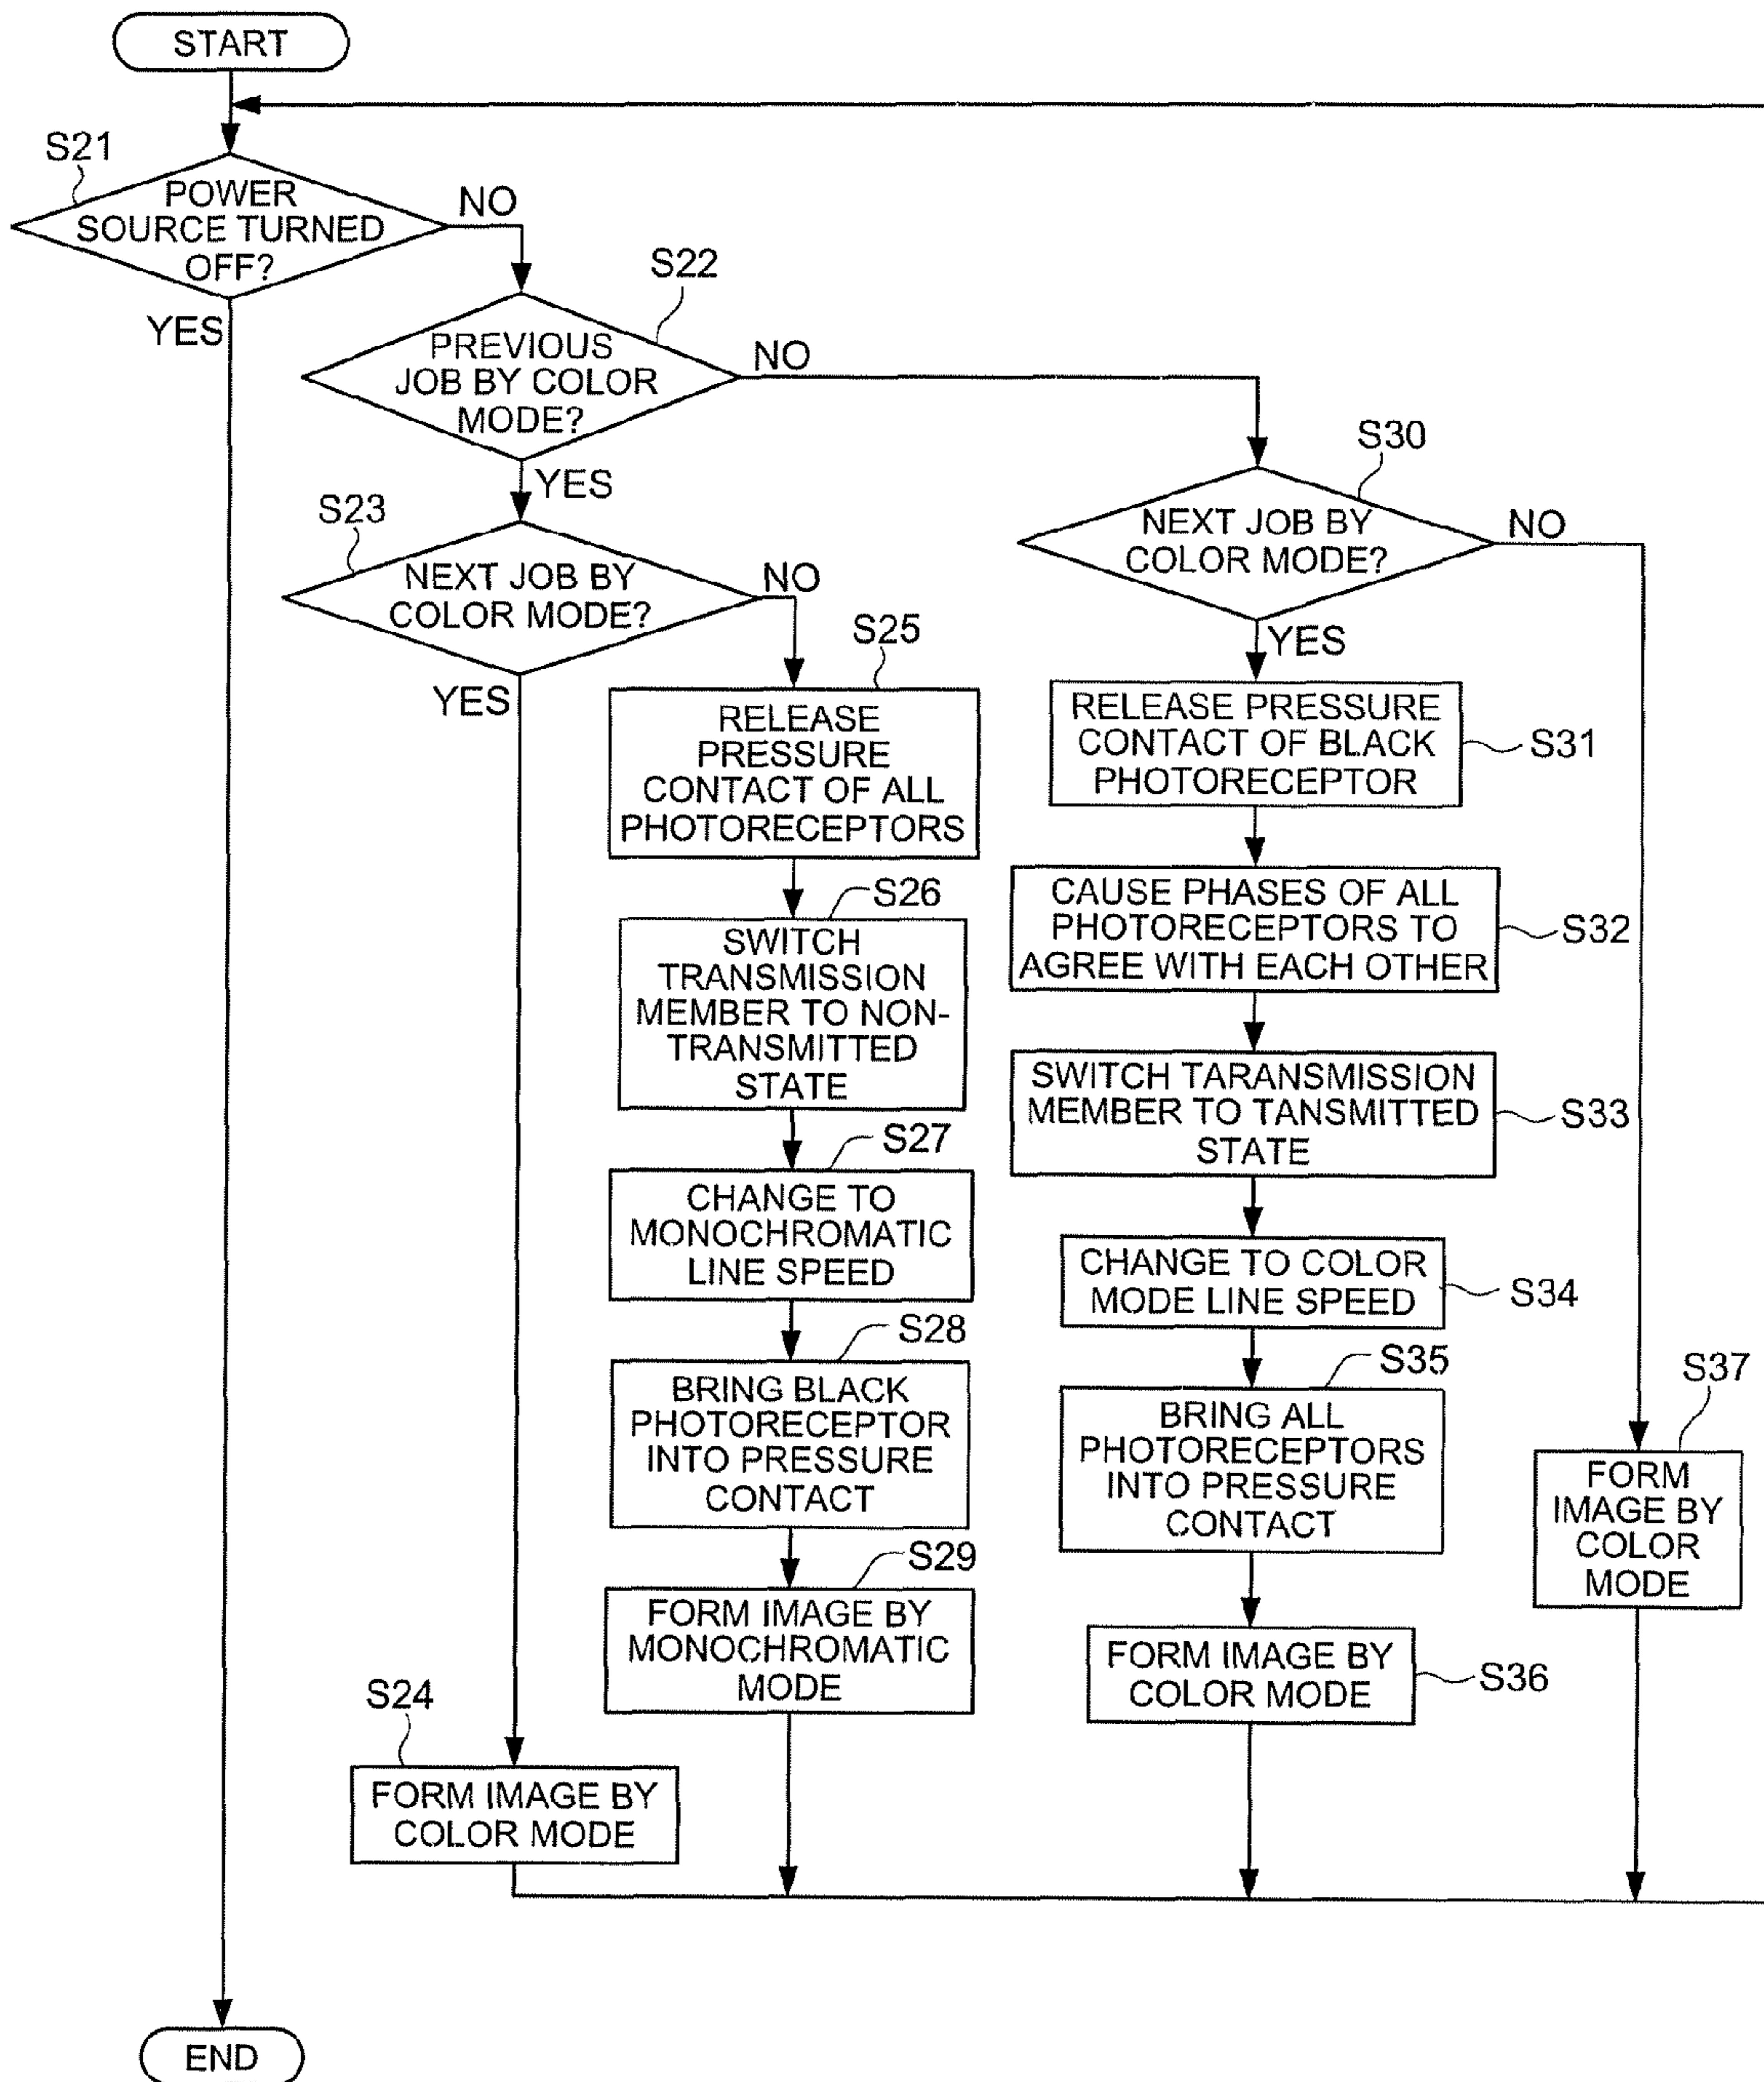 START
S21
POWER
SOURCE TURNED
OFF?
NO
YES
S22
PREVIOUS
JOB BY COLOR
MODE?
NO
YES
S23
NEXT JOB BY
COLOR MODE?
NO
YES
S30
NEXT JOB BY
COLOR MODE?
NO
YES
S25
RELEASE
PRESSURE
CONTACT OF ALL
PHOTORECEPTORS
S26
SWITCH
TRANSMISSION
MEMBER TO NON-
TRANSMITTED
STATE
S27
CHANGE TO
MONOCHROMATIC
LINE SPEED
S28
BRING BLACK
PHOTORECEPTOR
INTO PRESSURE
CONTACT
S29
FORM IMAGE BY
MONOCHROMATIC
MODE
S24
FORM IMAGE BY
COLOR MODE
RELEASE PRESSURE
CONTACT OF BLACK
PHOTORECEPTOR
S31
CAUSE PHASES OF ALL
PHOTORECEPTORS TO
AGREE WITH EACH OTHER
S32
SWITCH TARANSMISSION
MEMBER TO TANSMITTED
STATE
S33
CHANGE TO COLOR
MODE LINE SPEED
S34
S35
BRING ALL
PHOTORECEPTORS
INTO PRESSURE
CONTACT
FORM IMAGE BY
COLOR MODE
S36
S37
FORM
IMAGE BY
COLOR
MODE
END